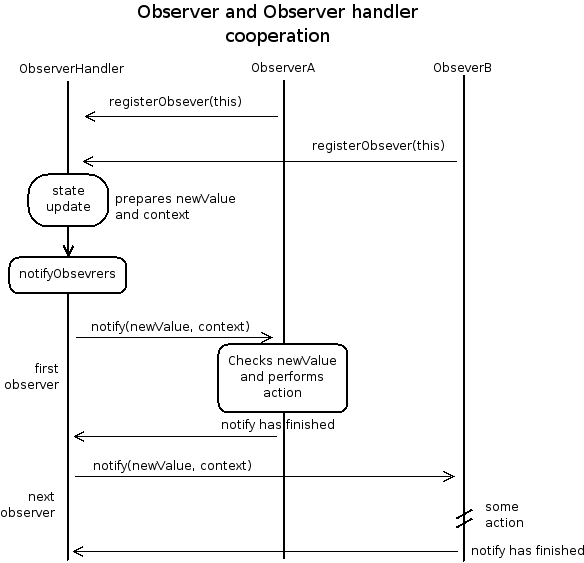 Observer and Observer handler
cooperation
ObserverHandler
ObserverA
ObseverB
registerObsever(this)
registerObsever(this)
state
update
prepares newValue
and context
notifyObsevrers
notify(newValue, context)
first
observer
Checks newValue
and performs
action
notify has finished
notify(newValue, context)
next
observer
some
action
notify has finished